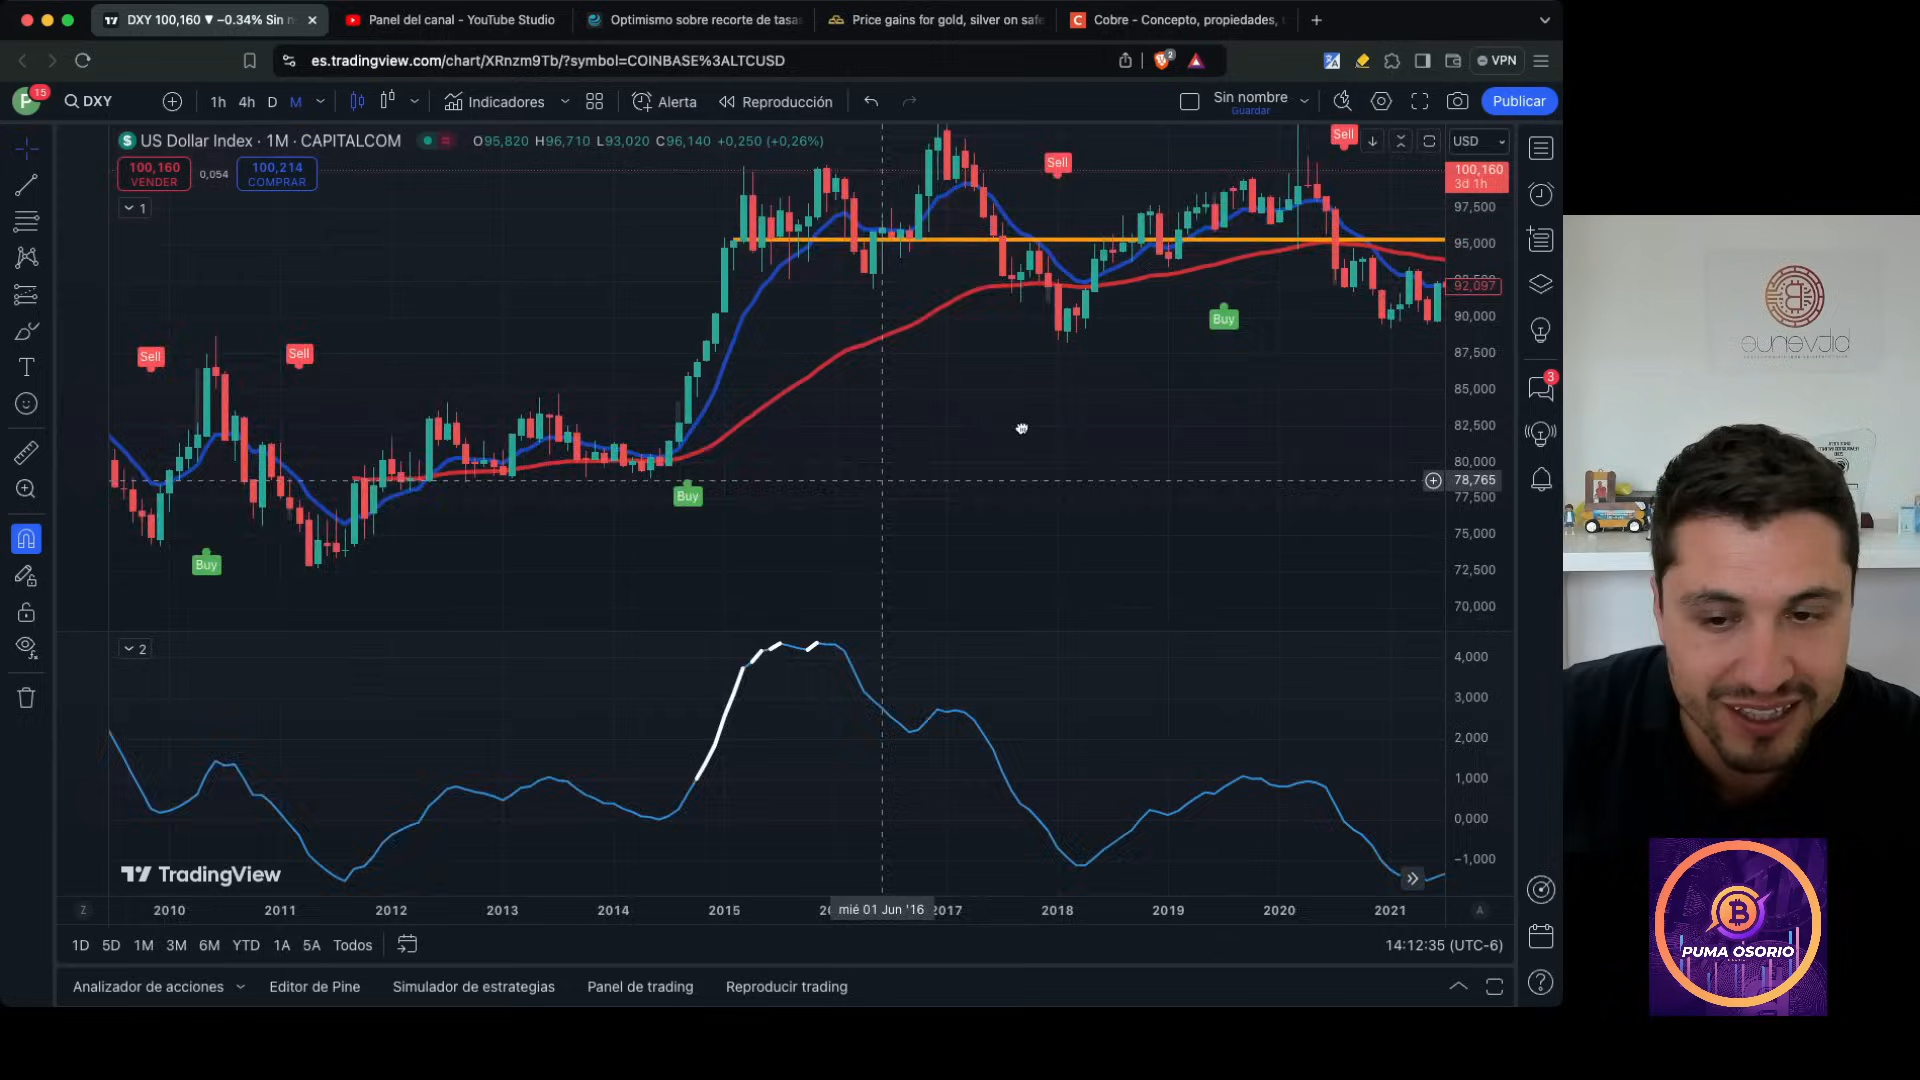 DXY 100,160 ▼ −0.34% Sin n
Panel del canal - YouTube Studio
Optimismo sobre recorte de tasas
Price gains for gold, silver on safe
Cobre - Concepto, propiedades,
es.tradingview.com/chart/XRnzm9Tb/?symbol=COINBASE%3ALTCUSD
2
VPN
P
15
DXY
1h 4h D M
Indicadores
Alerta
Reproducción
Sin nombre
Guardar
Publicar
US Dollar Index · 1M · CAPITALCOM
O95,820 H96,710 L93,020 C96,140 +0,250 (+0,26%)
USD
100,160
VENDER
0,054
100,214
COMPRAR
1
Sell
Sell
Sell
Sell
Buy
Buy
Buy
100,160
3d 1h
97,500
95,000
92,500
92,097
90,000
87,500
85,000
82,500
80,000
78,765
77,500
75,000
72,500
70,000
2
4,000
3,000
2,000
1,000
0,000
−1,000
TradingView
Z
2010 2011 2012 2013 2014 2015 mié 01 Jun '16 2017 2018 2019 2020 2021
A
1D 5D 1M 3M 6M YTD 1A 5A Todos
14:12:35 (UTC-6)
Analizador de acciones
Editor de Pine
Simulador de estrategias
Panel de trading
Reproducir trading
3
bitvenue
PUMA OSORIO